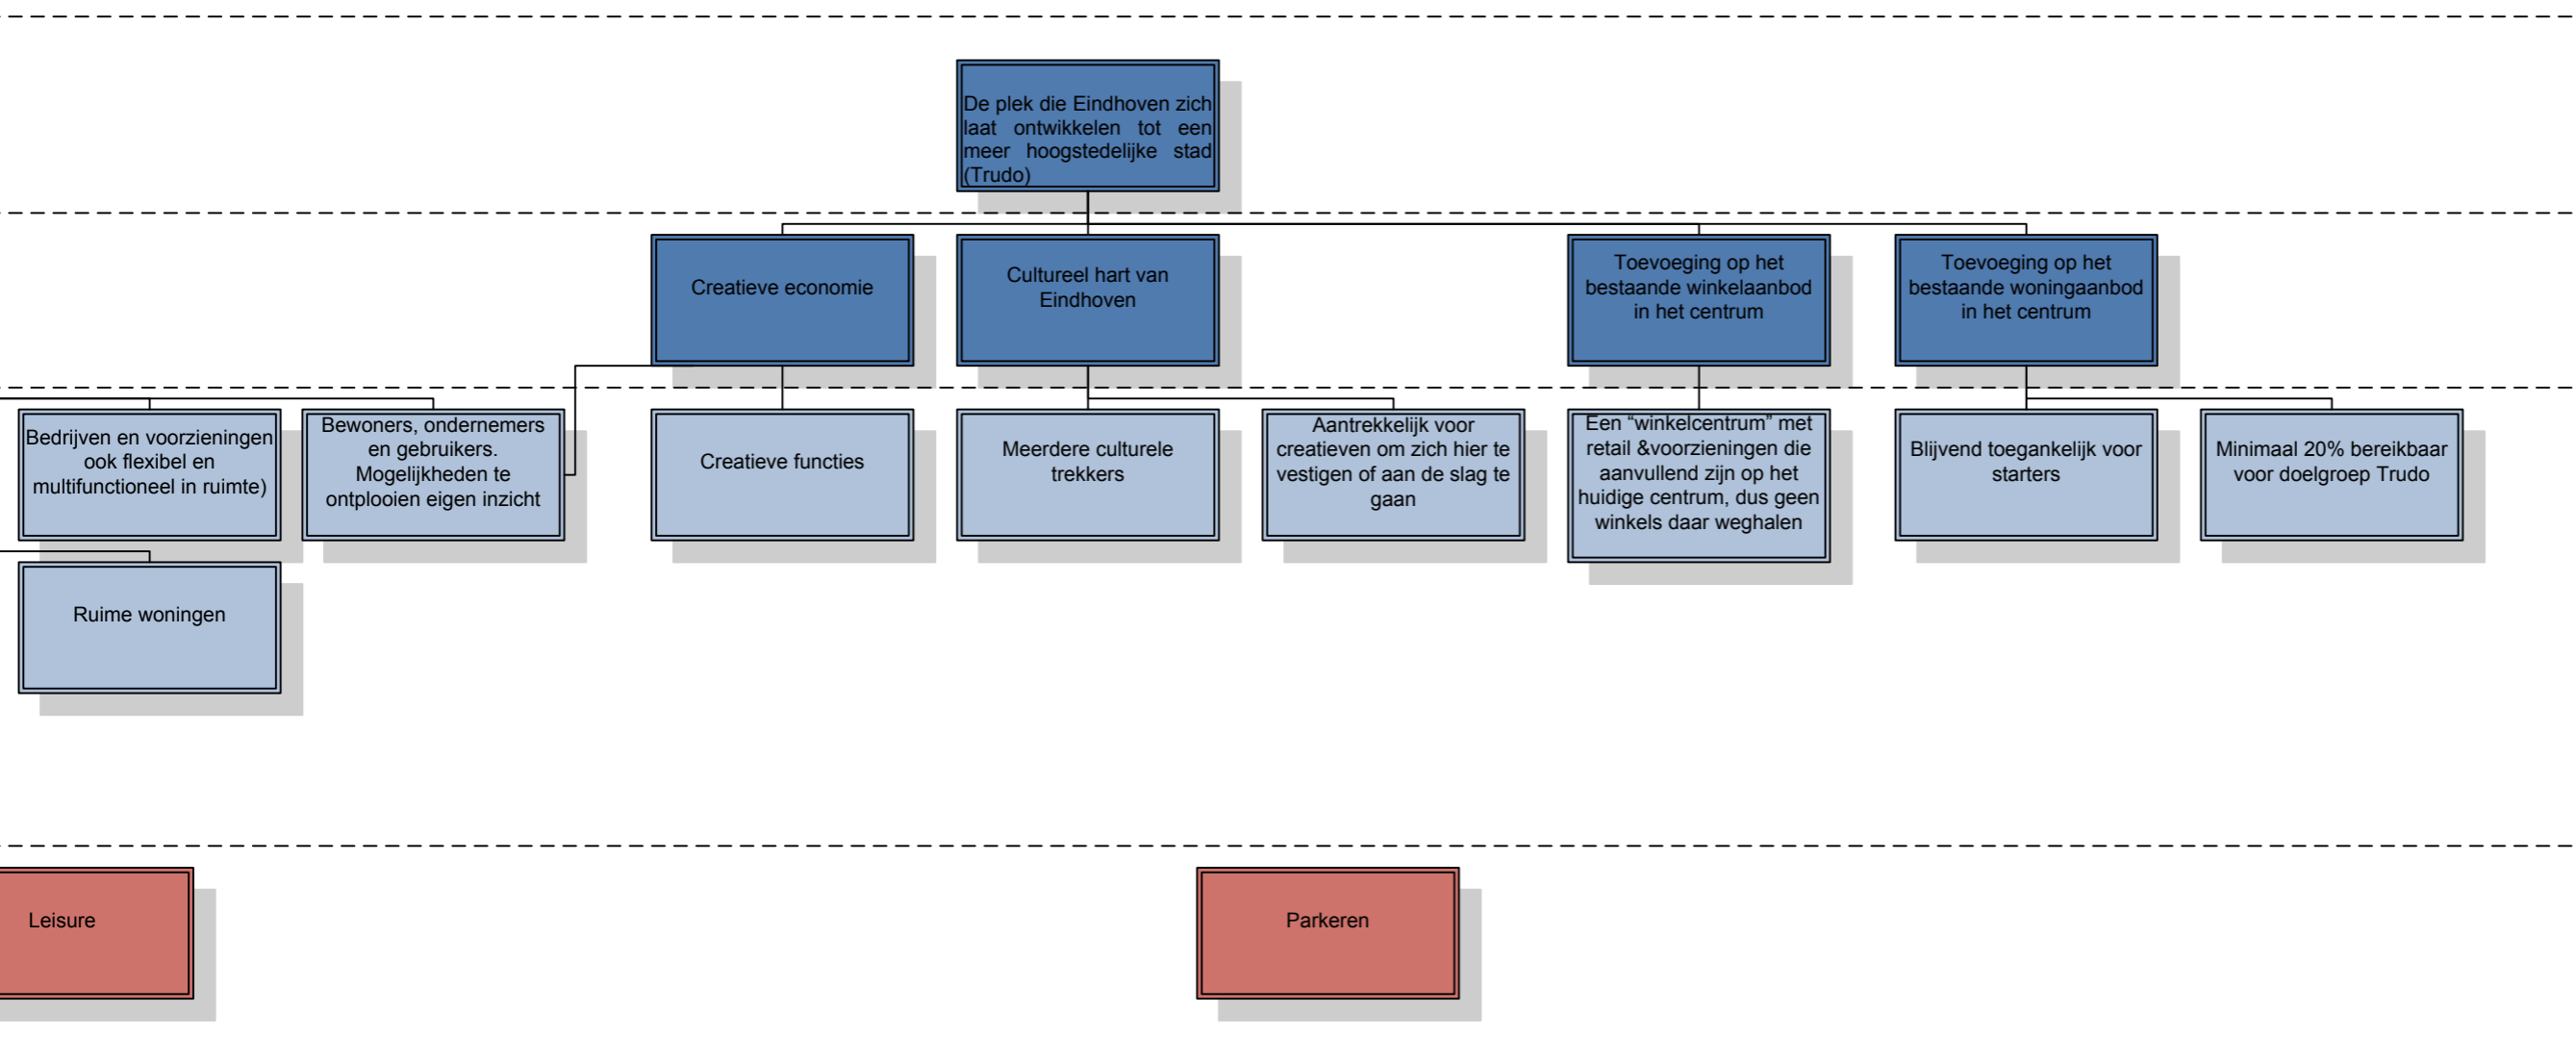 De plek die Eindhoven zich
laat ontwikkelen tot een
meer hoogstedelijke stad
(Trudo)
Creatieve economie
Cultureel hart van
Eindhoven
Toevoeging op het
bestaande winkelaanbod
in het centrum
Toevoeging op het
bestaande woningaanbod
in het centrum
Bedrijven en voorzieningen
ook flexibel en
multifunctioneel in ruimte)
Bewoners, ondernemers
en gebruikers.
Mogelijkheden te
ontplooien eigen inzicht
Creatieve functies
Meerdere culturele
trekkers
Aantrekkelijk voor
creatieven om zich hier te
vestigen of aan de slag te
gaan
Een “winkelcentrum” met
retail &voorzieningen die
aanvullend zijn op het
huidige centrum, dus geen
winkels daar weghalen
Blijvend toegankelijk voor
starters
Minimaal 20% bereikbaar
voor doelgroep Trudo
Ruime woningen
Leisure
Parkeren